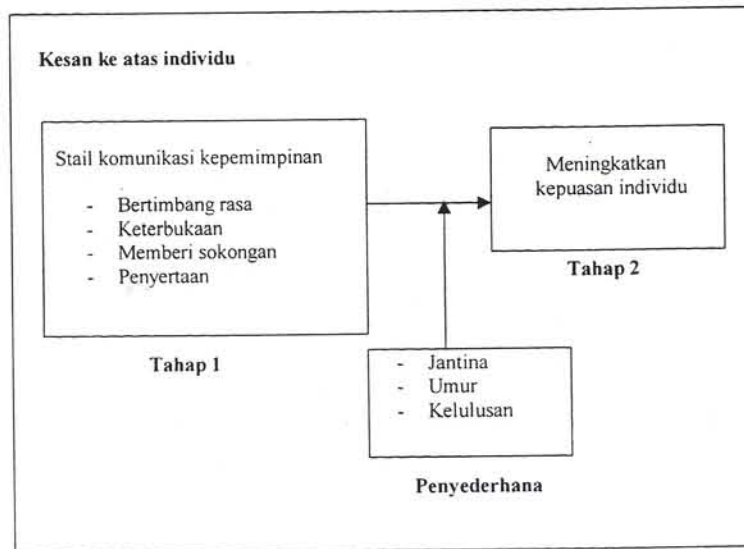 Kesan ke atas individu
Stail komunikasi kepemimpinan
- Bertimbang rasa
- Keterbukaan
- Memberi sokongan
- Penyertaan
Tahap 1
Meningkatkan
kepuasan individu
Tahap 2
- Jantina
- Umur
- Kelulusan
Penyederhana